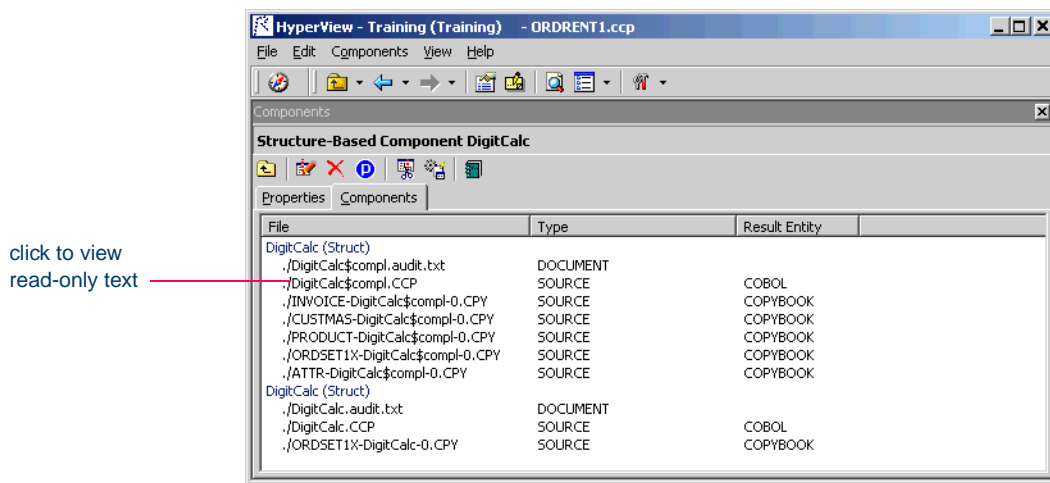 HyperView - Training (Training) - ORDRENT1.ccp
File Edit Components View Help
Components
Structure-Based Component DigitCalc
Properties Components
File Type Result Entity
DigitCalc (Struct)
./DigitCalc$compl.audit.txt DOCUMENT
click to view
read-only text
./DigitCalc$compl.CCP SOURCE COBOL
./INVOICE-DigitCalc$compl-0.CPY SOURCE COPYBOOK
./CUSTMAS-DigitCalc$compl-0.CPY SOURCE COPYBOOK
./PRODUCT-DigitCalc$compl-0.CPY SOURCE COPYBOOK
./ORDSET1X-DigitCalc$compl-0.CPY SOURCE COPYBOOK
./ATTR-DigitCalc$compl-0.CPY SOURCE COPYBOOK
DigitCalc (Struct)
./DigitCalc.audit.txt DOCUMENT
./DigitCalc.CCP SOURCE COBOL
./ORDSET1X-DigitCalc-0.CPY SOURCE COPYBOOK